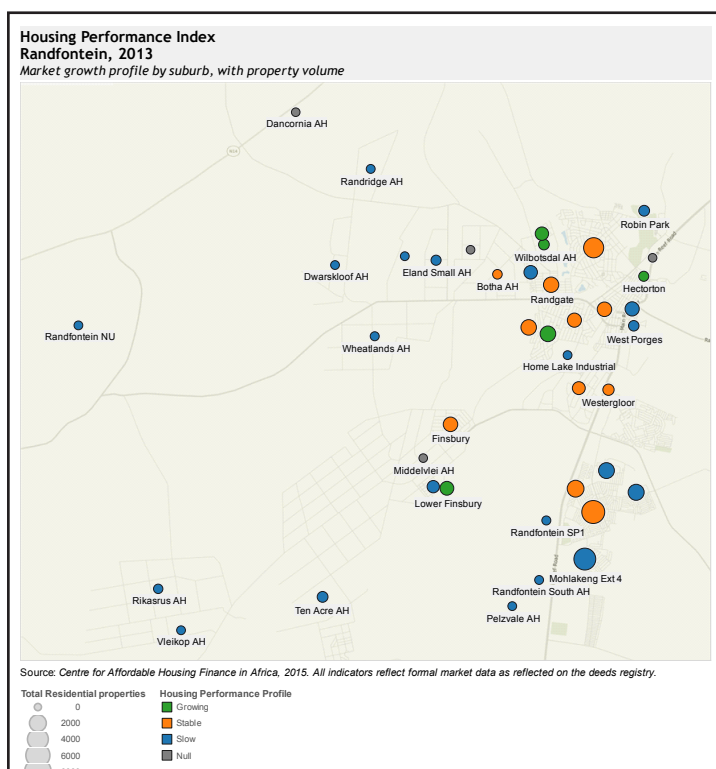 Housing Performance Index
Randfontein, 2013
Market growth profile by suburb, with property volume
Dancornia AH
Randridge AH
Robin Park
Wilbotsdal AH
Dwarskloof AH
Eland Small AH
Botha AH
Hectorton
Randgate
Randfontein NU
Wheatlands AH
West Porges
Home Lake Industrial
Westergloor
Finsbury
Middelvlei AH
Lower Finsbury
Randfontein SP1
Mohlakeng Ext 4
Rikasrus AH
Ten Acre AH
Randfontein South AH
Pelzvale AH
Vleikop AH
Source: Centre for Affordable Housing Finance in Africa, 2015. All indicators reflect formal market data as reflected on the deeds registry.
Total Residential properties
0
2000
4000
6000
Housing Performance Profile
Growing
Stable
Slow
Null